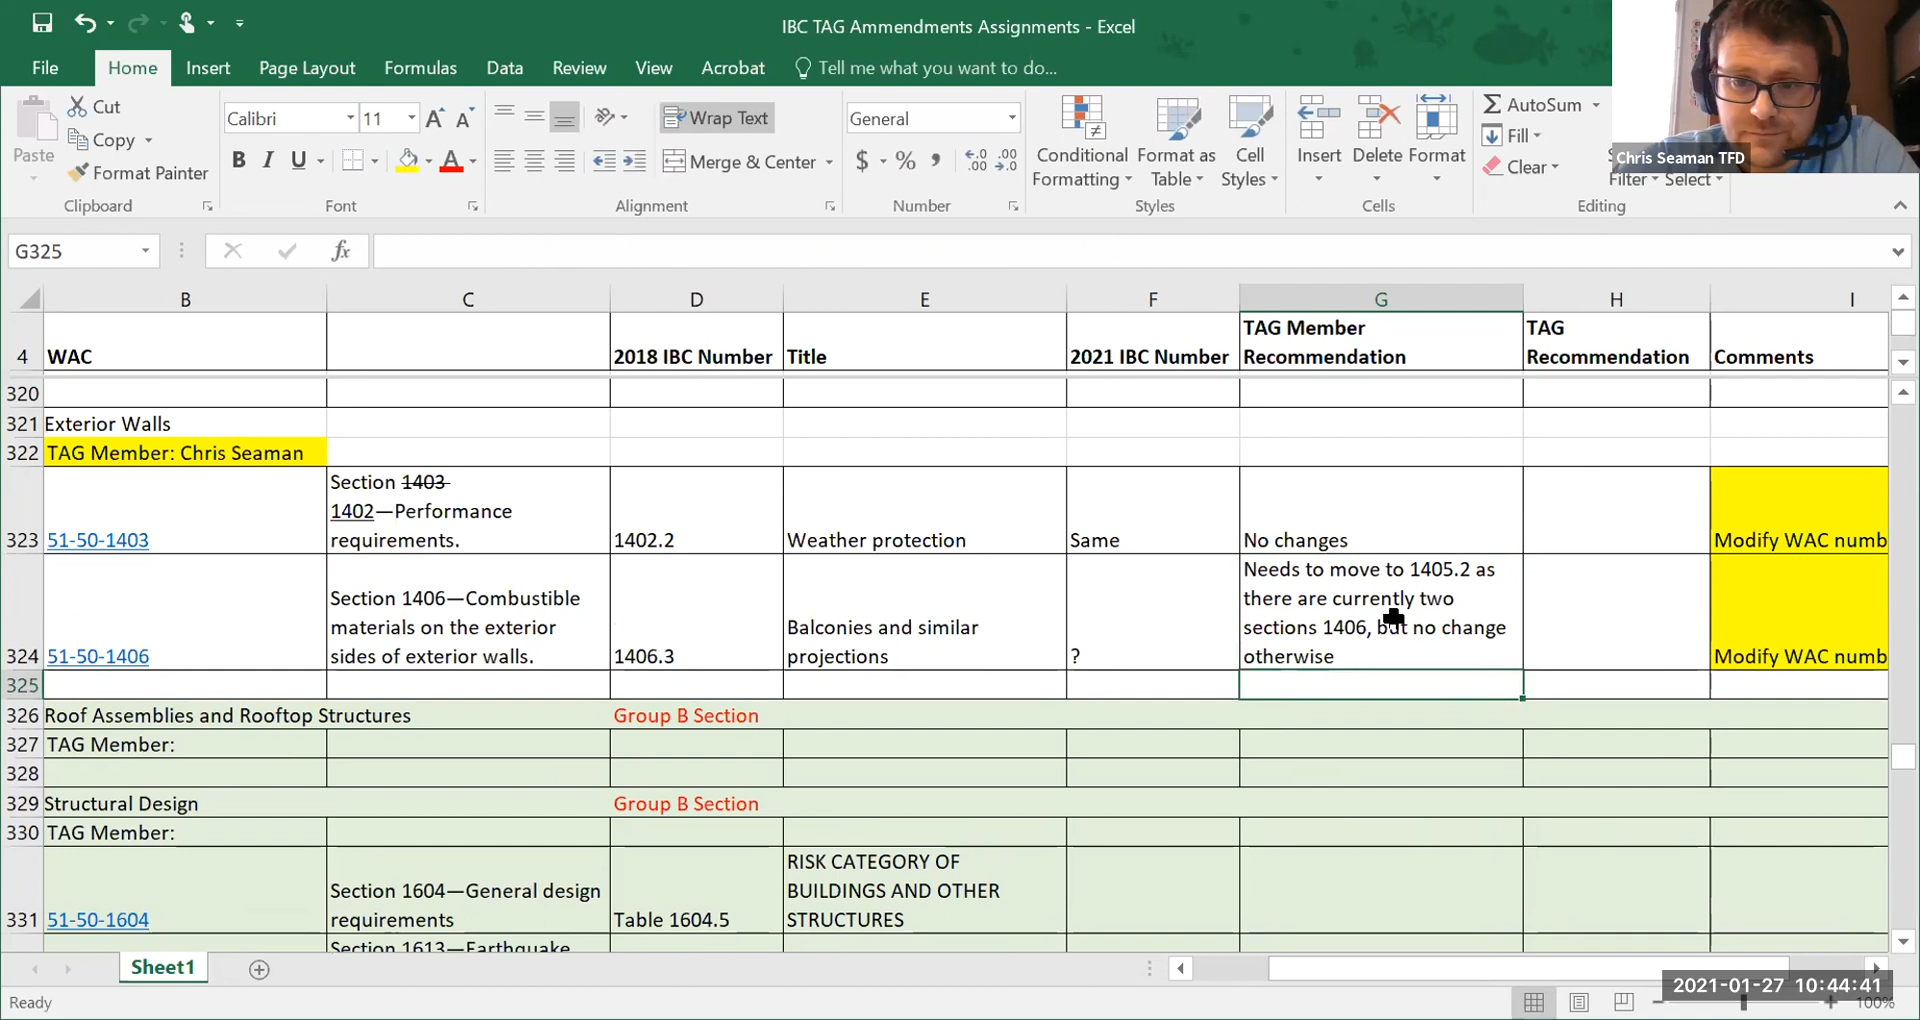 IBC TAG Ammendments Assignments - Excel
File Home Insert Page Layout Formulas Data Review View Acrobat Tell me what you want to do...
Cut
Copy
Format Painter
Paste
Clipboard
Calibri 11
B I U
Font
Wrap Text
Merge & Center
Alignment
General
$ %
Number
Conditional Formatting
Format as Table
Cell Styles
Styles
Insert Delete Format
Cells
AutoSum
Fill
Clear
Filter Select
Editing
Chris Seaman TFD
G325
fx
B C D E F G H I
4 WAC 2018 IBC Number Title 2021 IBC Number TAG Member Recommendation TAG Recommendation Comments
320
321 Exterior Walls
322 TAG Member: Chris Seaman
323 51-50-1403 Section 1403 1402—Performance requirements. 1402.2 Weather protection Same No changes Modify WAC numb
324 51-50-1406 Section 1406—Combustible materials on the exterior sides of exterior walls. 1406.3 Balconies and similar projections ? Needs to move to 1405.2 as there are currently two sections 1406, but no change otherwise Modify WAC numb
325
326 Roof Assemblies and Rooftop Structures Group B Section
327 TAG Member:
328
329 Structural Design Group B Section
330 TAG Member:
331 51-50-1604 Section 1604—General design requirements Table 1604.5 RISK CATEGORY OF BUILDINGS AND OTHER STRUCTURES
Section 1613—Earthquake
Sheet1
Ready
2021-01-27 10:44:41
100%